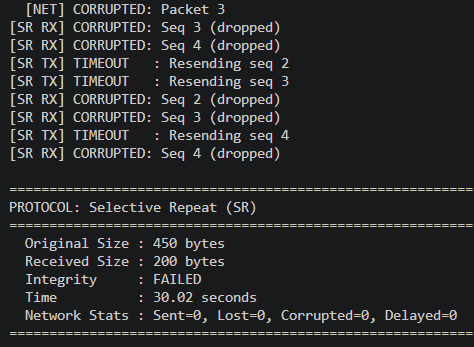 [NET] CORRUPTED: Packet 3
[SR RX] CORRUPTED: Seq 3 (dropped)
[SR RX] CORRUPTED: Seq 4 (dropped)
[SR TX] TIMEOUT   : Resending seq 2
[SR TX] TIMEOUT   : Resending seq 3
[SR RX] CORRUPTED: Seq 2 (dropped)
[SR RX] CORRUPTED: Seq 3 (dropped)
[SR TX] TIMEOUT   : Resending seq 4
[SR RX] CORRUPTED: Seq 4 (dropped)
==========================================================
PROTOCOL: Selective Repeat (SR)
==========================================================
Original Size : 450 bytes
Received Size : 200 bytes
Integrity     : FAILED
Time          : 30.02 seconds
Network Stats : Sent=0, Lost=0, Corrupted=0, Delayed=0
==========================================================